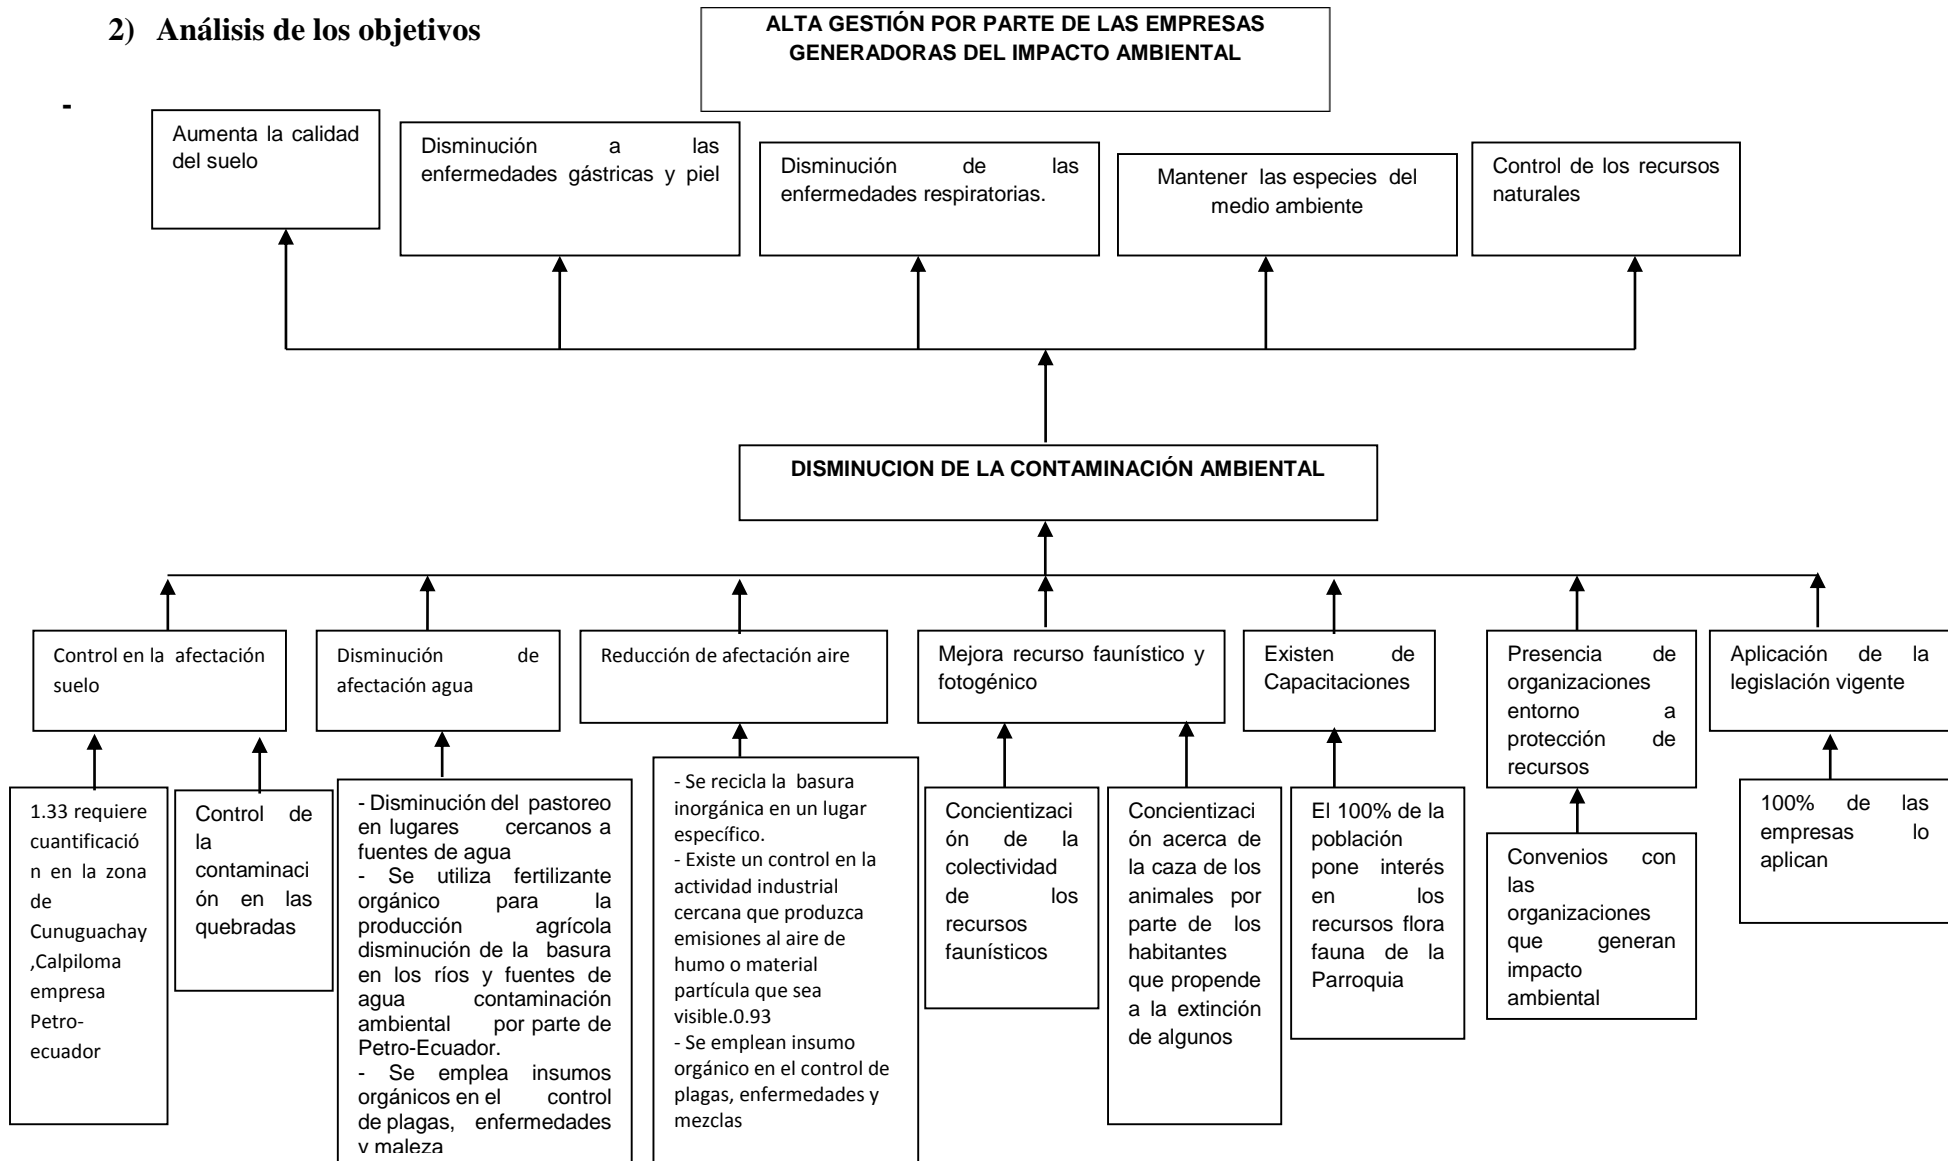 2) Análisis de los objetivos
ALTA GESTIÓN POR PARTE DE LAS EMPRESAS
GENERADORAS DEL IMPACTO AMBIENTAL
-
Aumenta la calidad
del suelo
Disminución a las
enfermedades gástricas y piel
Disminución de las
enfermedades respiratorias.
Mantener las especies del
medio ambiente
Control de los recursos
naturales
DISMINUCION DE LA CONTAMINACIÓN AMBIENTAL
Control en la afectación
suelo
Disminución de
afectación agua
Reducción de afectación aire
Mejora recurso faunístico y
fotogénico
Existen de
Capacitaciones
Presencia de
organizaciones
entorno a
protección de
recursos
Aplicación de la
legislación vigente
1.33 requiere
cuantificació
n en la zona
de
Cunuguachay
,Calpiloma
empresa
Petro-
ecuador
Control de
la
contaminaci
ón en las
quebradas
- Disminución del pastoreo
en lugares cercanos a
fuentes de agua
- Se utiliza fertilizante
orgánico para la
producción agrícola
disminución de la basura
en los ríos y fuentes de
agua contaminación
ambiental por parte de
Petro-Ecuador.
- Se emplea insumos
orgánicos en el control
de plagas, enfermedades
y maleza
- Se recicla la basura
inorgánica en un lugar
específico.
- Existe un control en la
actividad industrial
cercana que produzca
emisiones al aire de
humo o material
partícula que sea
visible.0.93
- Se emplean insumo
orgánico en el control de
plagas, enfermedades y
mezclas
Concientizaci
ón de la
colectividad
de los
recursos
faunísticos
Concientizaci
ón acerca de
la caza de los
animales por
parte de los
habitantes
que propende
a la extinción
de algunos
El 100% de la
población
pone interés
en los
recursos flora
fauna de la
Parroquia
Convenios con
las
organizaciones
que generan
impacto
ambiental
100% de las
empresas lo
aplican